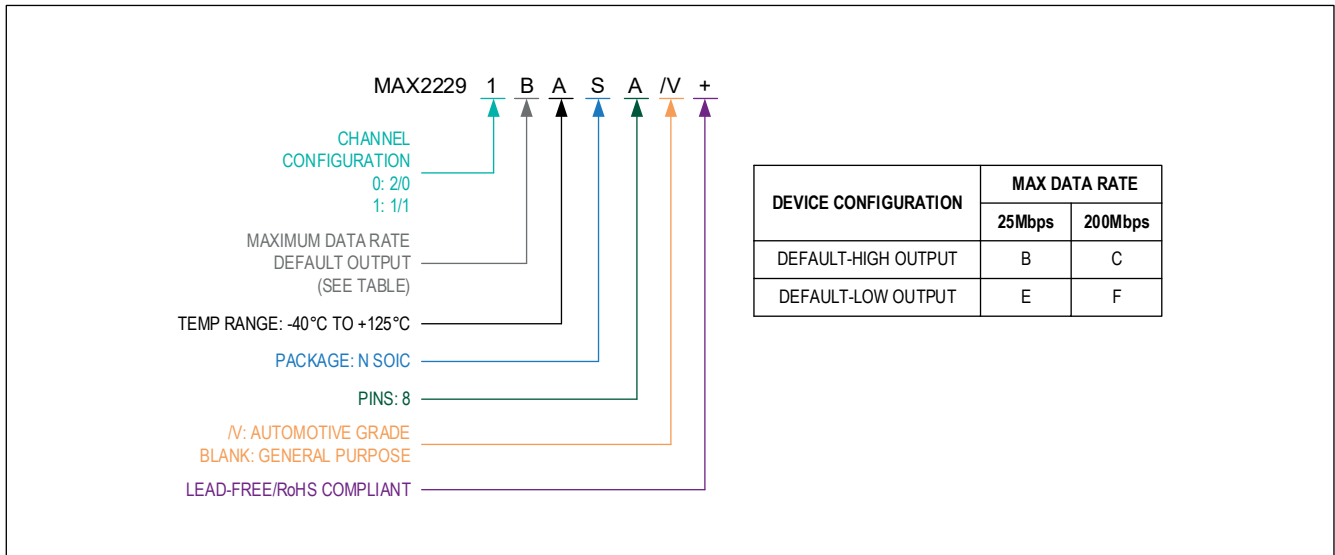 MAX2229 1 B A S A /V +
CHANNEL
CONFIGURATION
0: 2/0
1: 1/1
MAXIMUM DATA RATE
DEFAULT OUTPUT
(SEE TABLE)
TEMP RANGE: -40°C TO +125°C
PACKAGE: N SOIC
PINS: 8
/V: AUTOMOTIVE GRADE
BLANK: GENERAL PURPOSE
LEAD-FREE/RoHS COMPLIANT
DEVICE CONFIGURATION MAX DATA RATE
25Mbps 200Mbps
DEFAULT-HIGH OUTPUT B C
DEFAULT-LOW OUTPUT E F